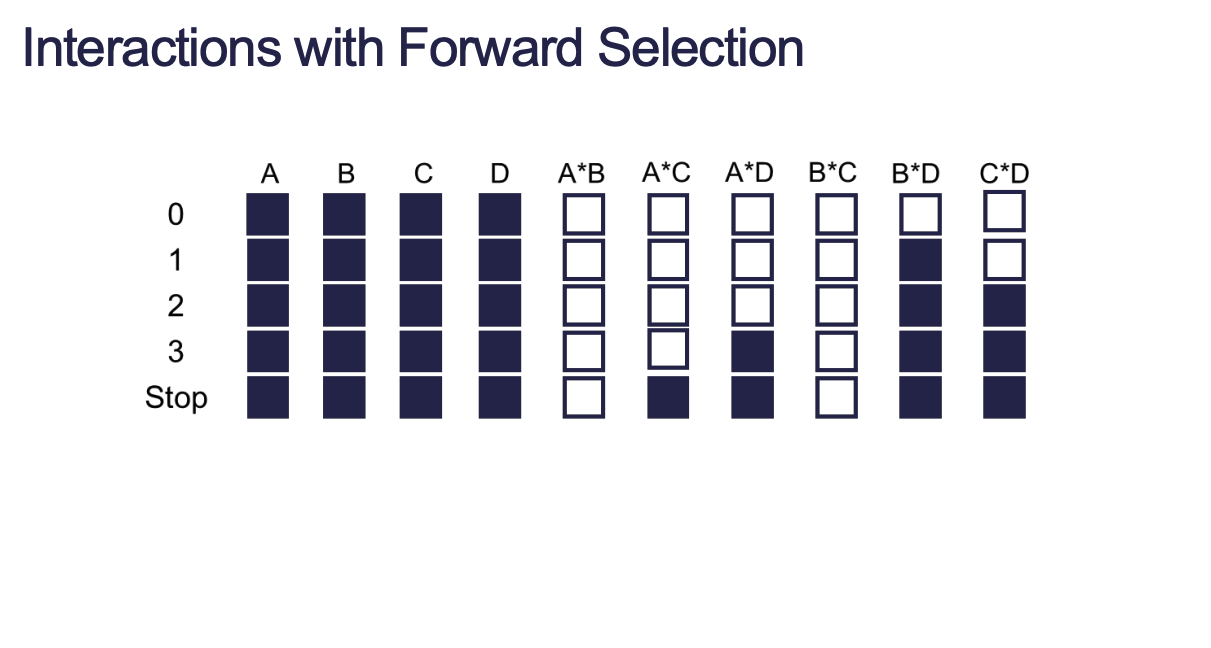 Interactions with Forward Selection
A B C D A*B A*C A*D B*C B*D C*D
0
1
2
3
Stop